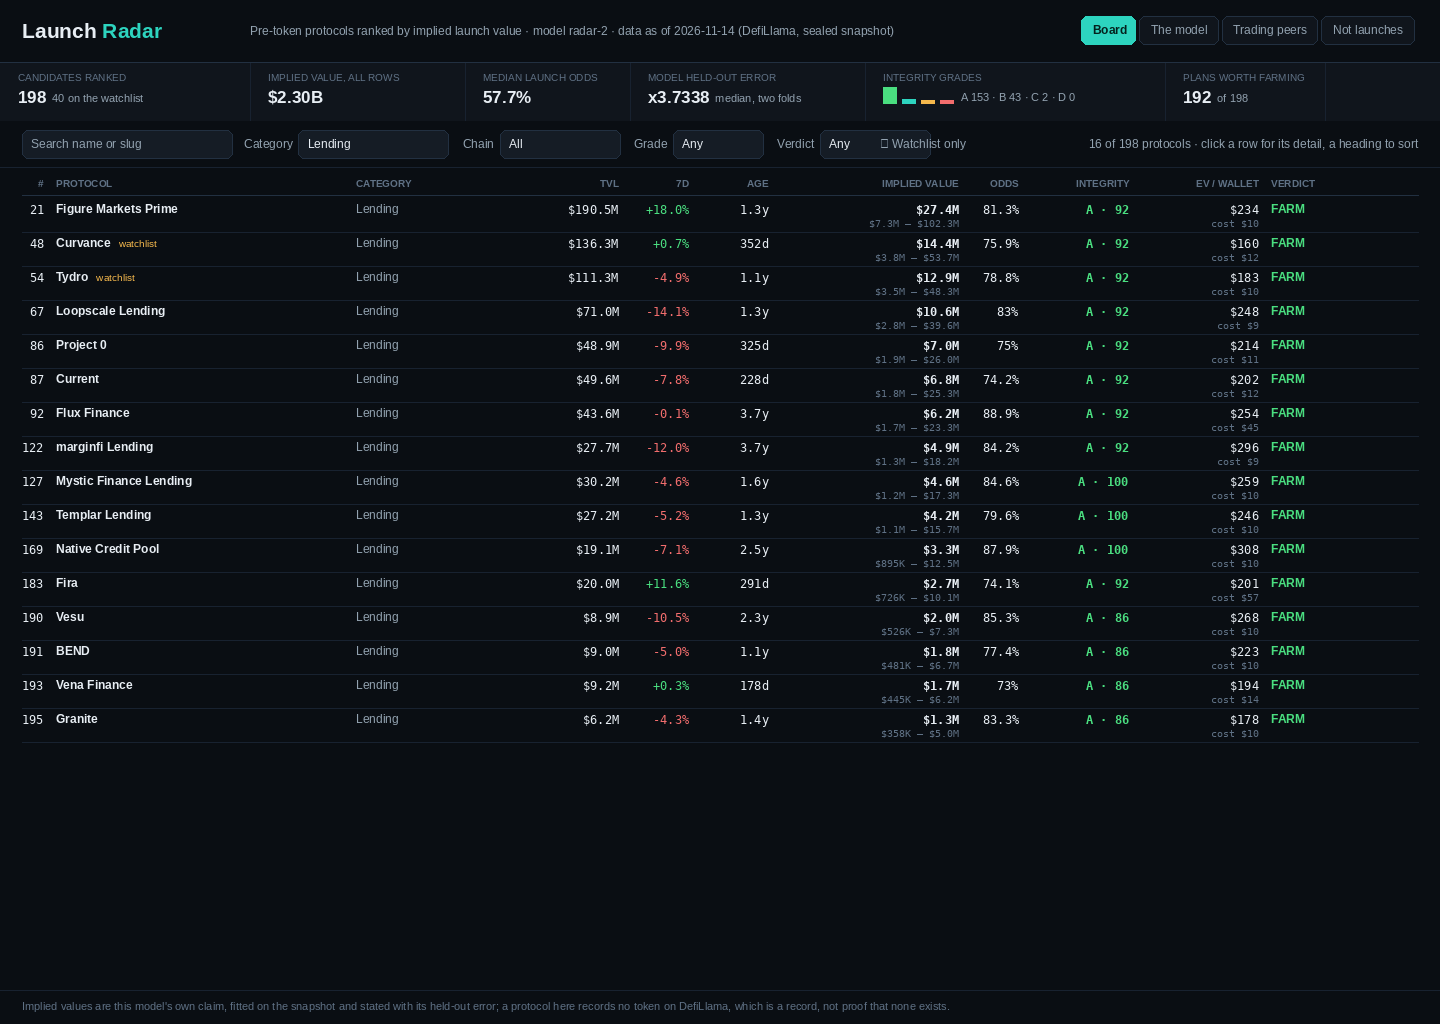 Launch Radar
Pre-token protocols ranked by implied launch value · model radar-2 · data as of 2026-11-14 (DefiLlama, sealed snapshot)
Board The model Trading peers Not launches
CANDIDATES RANKED IMPLIED VALUE, ALL ROWS MEDIAN LAUNCH ODDS MODEL HELD-OUT ERROR INTEGRITY GRADES PLANS WORTH FARMING
198 40 on the watchlist $2.30B 57.7% x3.7338 median, two folds A 153 · B 43 · C 2 · D 0 192 of 198
Search name or slug Category Lending Chain All Grade Any Verdict Any Watchlist only 16 of 198 protocols · click a row for its detail, a heading to sort
# PROTOCOL CATEGORY TVL 7D AGE IMPLIED VALUE ODDS INTEGRITY EV / WALLET VERDICT
21 Figure Markets Prime Lending $190.5M +18.0% 1.3y $27.4M 81.3% A · 92 $234 FARM
$7.3M — $102.3M cost $10
48 Curvance watchlist Lending $136.3M +0.7% 352d $14.4M 75.9% A · 92 $160 FARM
$3.8M — $53.7M cost $12
54 Tydro watchlist Lending $111.3M -4.9% 1.1y $12.9M 78.8% A · 92 $183 FARM
$3.5M — $48.3M cost $10
67 Loopscale Lending Lending $71.0M -14.1% 1.3y $10.6M 83% A · 92 $248 FARM
$2.8M — $39.6M cost $9
86 Project 0 Lending $48.9M -9.9% 325d $7.0M 75% A · 92 $214 FARM
$1.9M — $26.0M cost $11
87 Current Lending $49.6M -7.8% 228d $6.8M 74.2% A · 92 $202 FARM
$1.8M — $25.3M cost $12
92 Flux Finance Lending $43.6M -0.1% 3.7y $6.2M 88.9% A · 92 $254 FARM
$1.7M — $23.3M cost $45
122 marginfi Lending Lending $27.7M -12.0% 3.7y $4.9M 84.2% A · 92 $296 FARM
$1.3M — $18.2M cost $9
127 Mystic Finance Lending Lending $30.2M -4.6% 1.6y $4.6M 84.6% A · 100 $259 FARM
$1.2M — $17.3M cost $10
143 Templar Lending Lending $27.2M -5.2% 1.3y $4.2M 79.6% A · 100 $246 FARM
$1.1M — $15.7M cost $10
169 Native Credit Pool Lending $19.1M -7.1% 2.5y $3.3M 87.9% A · 100 $308 FARM
$895K — $12.5M cost $10
183 Fira Lending $20.0M +11.6% 291d $2.7M 74.1% A · 92 $201 FARM
$726K — $10.1M cost $57
190 Vesu Lending $8.9M -10.5% 2.3y $2.0M 85.3% A · 86 $268 FARM
$526K — $7.3M cost $10
191 BEND Lending $9.0M -5.0% 1.1y $1.8M 77.4% A · 86 $223 FARM
$481K — $6.7M cost $10
193 Vena Finance Lending $9.2M +0.3% 178d $1.7M 73% A · 86 $194 FARM
$445K — $6.2M cost $14
195 Granite Lending $6.2M -4.3% 1.4y $1.3M 83.3% A · 86 $178 FARM
$358K — $5.0M cost $10
Implied values are this model's own claim, fitted on the snapshot and stated with its held-out error; a protocol here records no token on DefiLlama, which is a record, not proof that none exists.